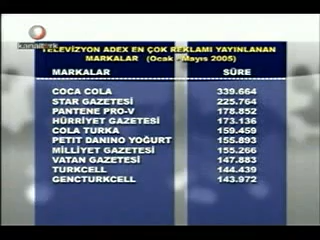 kanaltürk
TELEVİZYON ADEX EN ÇOK REKLAMI YAYINLANAN
MARKALAR (Ocak - Mayıs 2005)
MARKALAR SÜRE
COCA COLA 339.664
STAR GAZETESİ 225.764
PANTENE PRO-V 178.852
HÜRRİYET GAZETESİ 173.136
COLA TURKA 159.459
PETIT DANINO YOĞURT 155.893
MİLLİYET GAZETESİ 155.266
VATAN GAZETESİ 147.883
TURKCELL 144.439
GENCTURKCELL 143.972